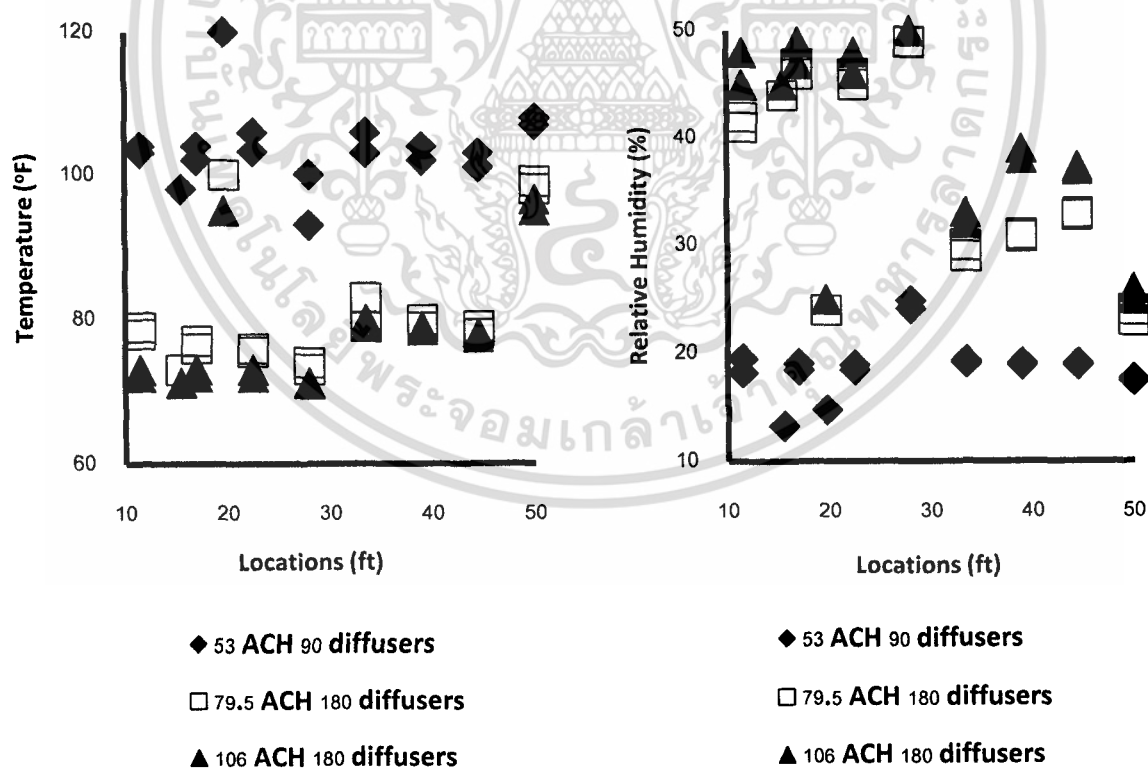 120
100
80
60
Temperature (ºF)
10 20 30 40 50
Locations (ft)
◆ 53 ACH 90 diffusers
□ 79.5 ACH 180 diffusers
▲ 106 ACH 180 diffusers
50
40
30
20
10
Relative Humidity (%)
10 20 30 40 50
Locations (ft)
◆ 53 ACH 90 diffusers
□ 79.5 ACH 180 diffusers
▲ 106 ACH 180 diffusers